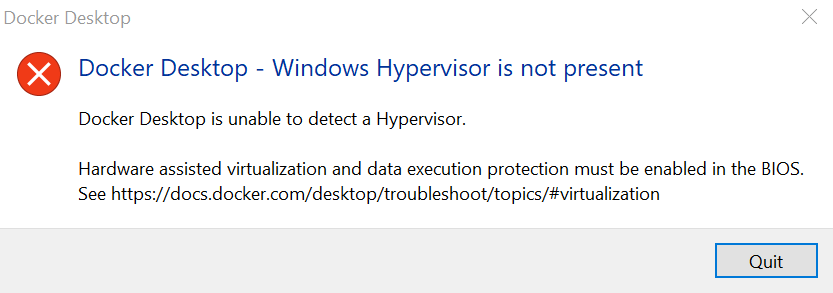 Docker Desktop
Docker Desktop - Windows Hypervisor is not present
Docker Desktop is unable to detect a Hypervisor.
Hardware assisted virtualization and data execution protection must be enabled in the BIOS.
See https://docs.docker.com/desktop/troubleshoot/topics/#virtualization
Quit